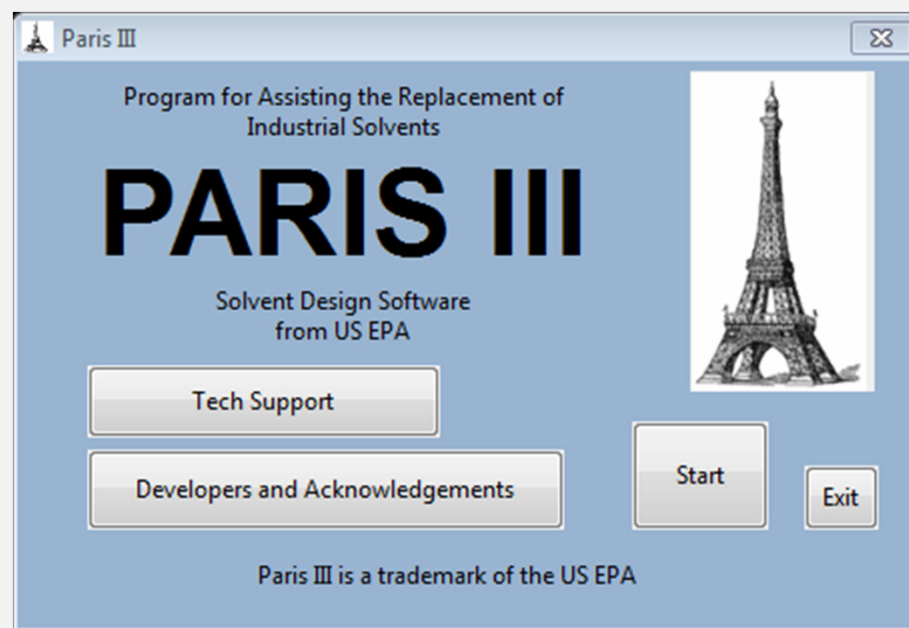 Paris III
Program for Assisting the Replacement of
Industrial Solvents
PARIS III
Solvent Design Software
from US EPA
Tech Support
Developers and Acknowledgements
Start
Exit
Paris III is a trademark of the US EPA